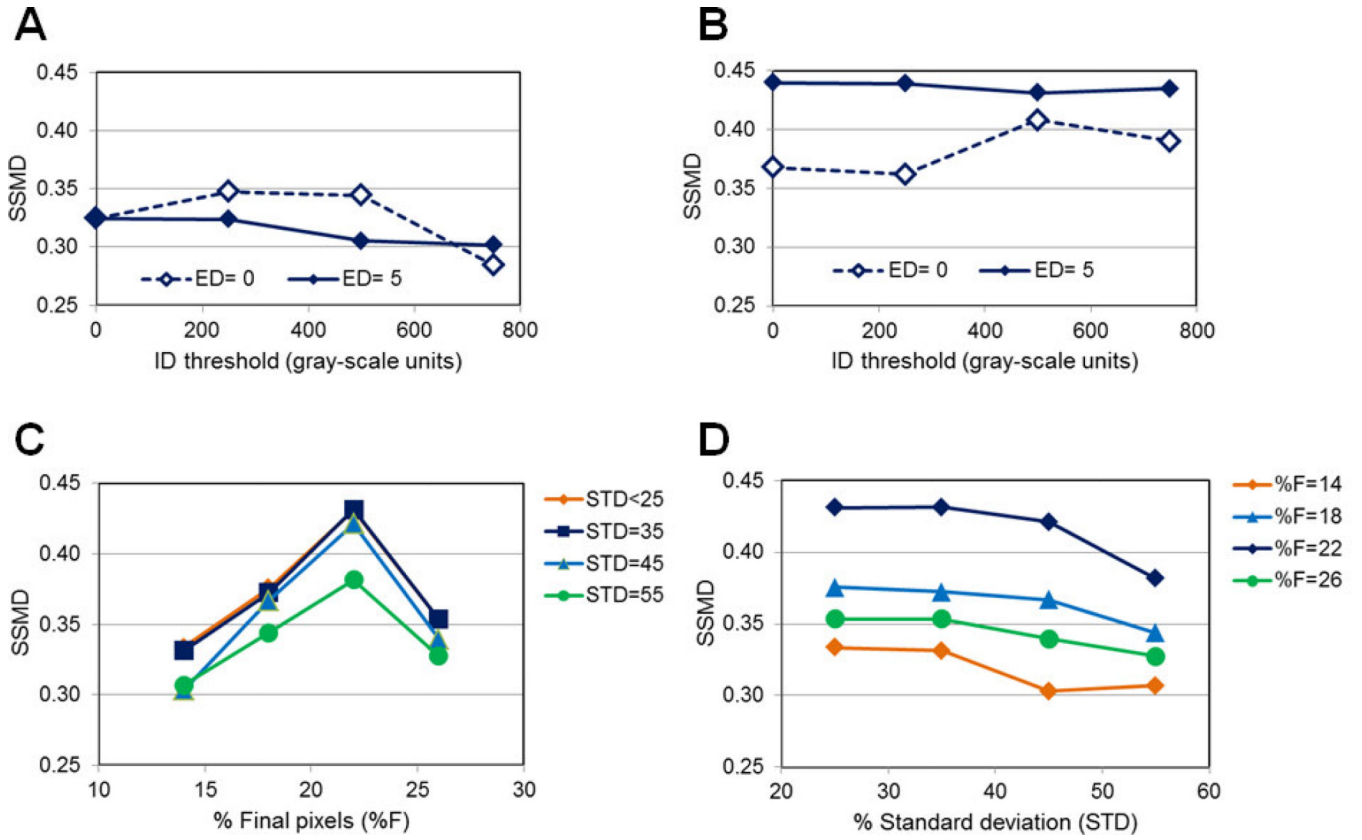 A
0.45
0.40
0.35
0.30
0.25
SSMD
ED= 0
ED= 5
0 200 400 600 800
ID threshold (gray-scale units)
B
0.45
0.40
0.35
0.30
0.25
SSMD
ED= 0
ED= 5
0 200 400 600 800
ID threshold (gray-scale units)
C
0.45
0.40
0.35
0.30
0.25
SSMD
10 15 20 25 30
% Final pixels (%F)
STD<25
STD=35
STD=45
STD=55
D
0.45
0.40
0.35
0.30
0.25
SSMD
20 30 40 50 60
% Standard deviation (STD)
%F=14
%F=18
%F=22
%F=26